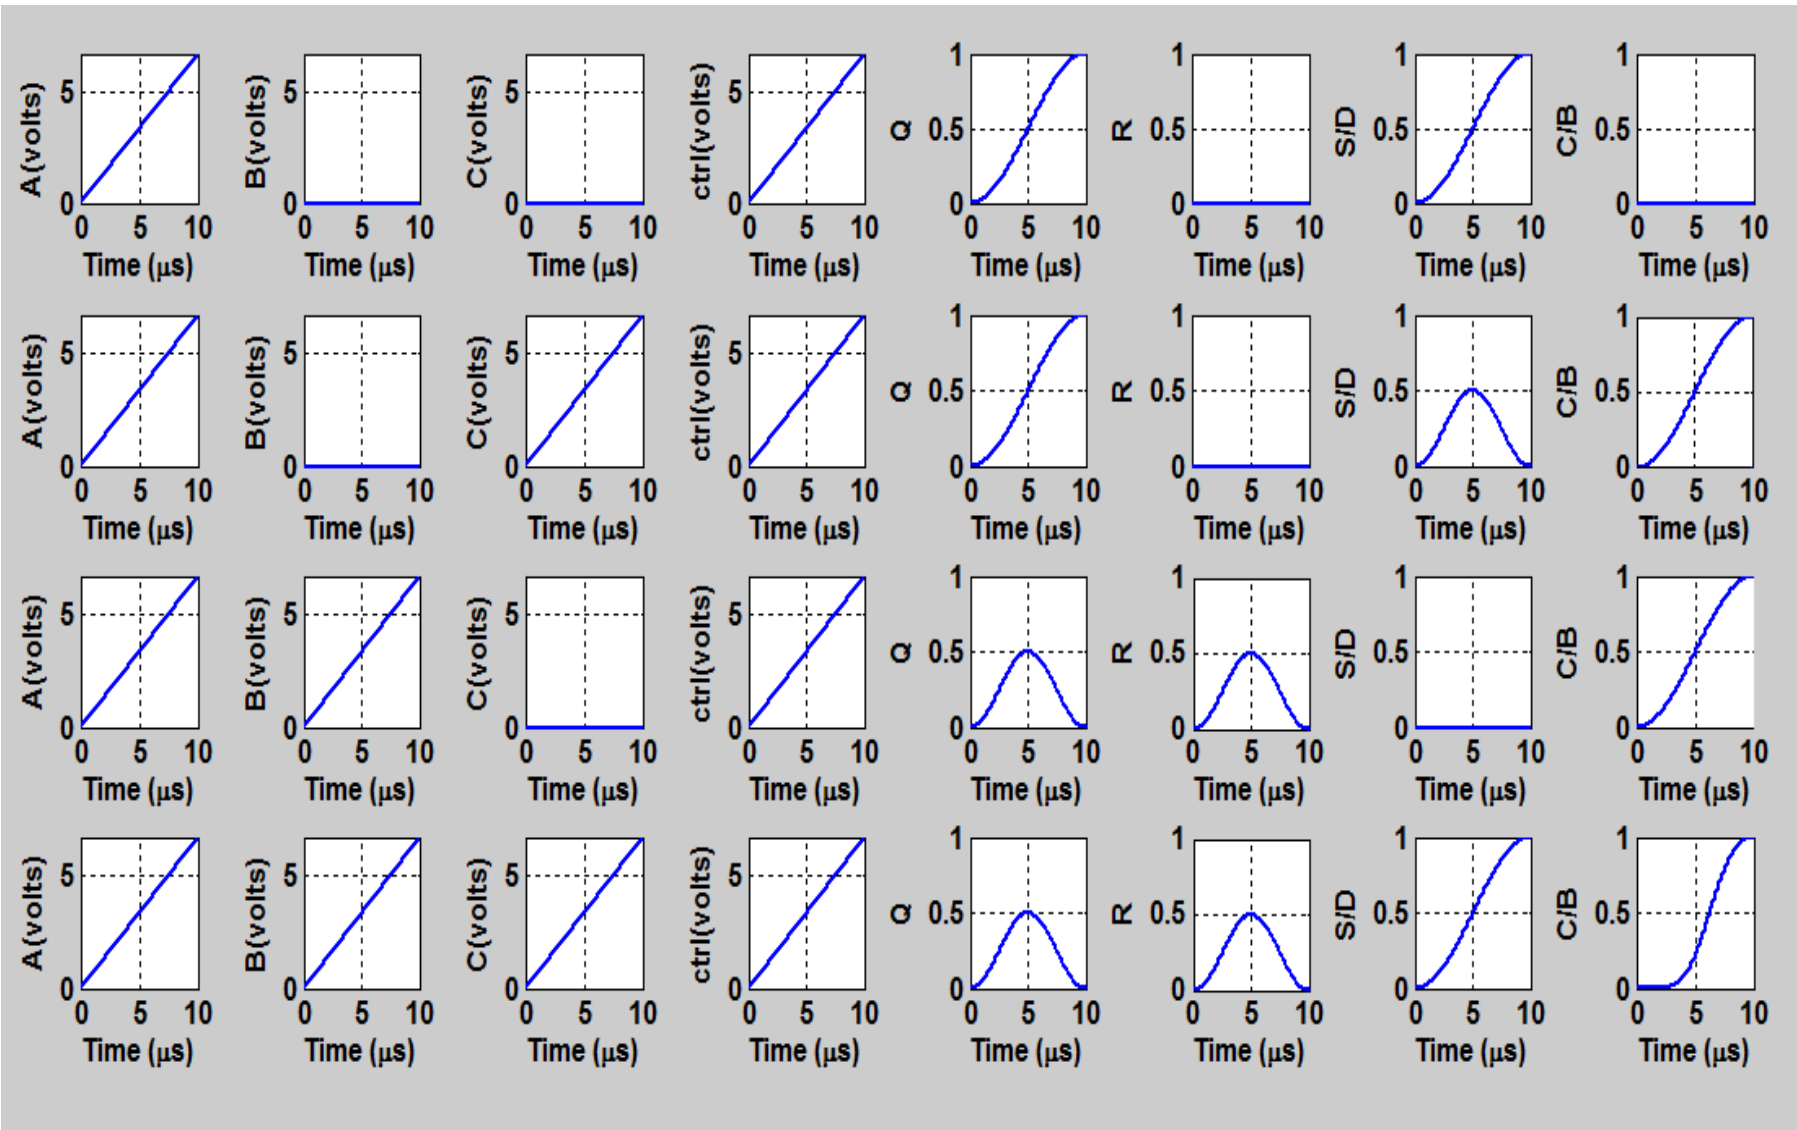 A(volts) 5 0 0 5 10 Time (μs)
B(volts) 5 0 0 5 10 Time (μs)
C(volts) 5 0 0 5 10 Time (μs)
ctrl(volts) 5 0 0 5 10 Time (μs)
Q 1 0.5 0 0 5 10 Time (μs)
R 1 0.5 0 0 5 10 Time (μs)
S/D 1 0.5 0 0 5 10 Time (μs)
C/B 1 0.5 0 0 5 10 Time (μs)
A(volts) 5 0 0 5 10 Time (μs)
B(volts) 5 0 0 5 10 Time (μs)
C(volts) 5 0 0 5 10 Time (μs)
ctrl(volts) 5 0 0 5 10 Time (μs)
Q 1 0.5 0 0 5 10 Time (μs)
R 1 0.5 0 0 5 10 Time (μs)
S/D 1 0.5 0 0 5 10 Time (μs)
C/B 1 0.5 0 0 5 10 Time (μs)
A(volts) 5 0 0 5 10 Time (μs)
B(volts) 5 0 0 5 10 Time (μs)
C(volts) 5 0 0 5 10 Time (μs)
ctrl(volts) 5 0 0 5 10 Time (μs)
Q 1 0.5 0 0 5 10 Time (μs)
R 1 0.5 0 0 5 10 Time (μs)
S/D 1 0.5 0 0 5 10 Time (μs)
C/B 1 0.5 0 0 5 10 Time (μs)
A(volts) 5 0 0 5 10 Time (μs)
B(volts) 5 0 0 5 10 Time (μs)
C(volts) 5 0 0 5 10 Time (μs)
ctrl(volts) 5 0 0 5 10 Time (μs)
Q 1 0.5 0 0 5 10 Time (μs)
R 1 0.5 0 0 5 10 Time (μs)
S/D 1 0.5 0 0 5 10 Time (μs)
C/B 1 0.5 0 0 5 10 Time (μs)